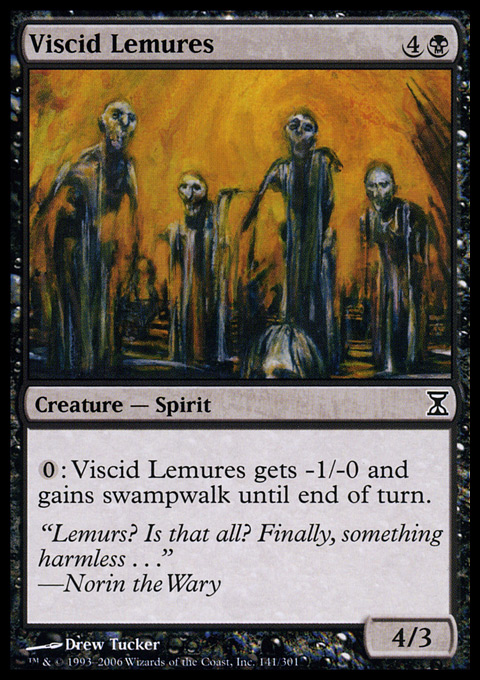 Viscid Lemures 4
Creature — Spirit
0: Viscid Lemures gets -1/-0 and
gains swampwalk until end of turn.
"Lemurs? Is that all? Finally, something
harmless . . ."
—Norin the Wary
4/3
Drew Tucker
™ & © 1993–2006 Wizards of the Coast, Inc. 141/301